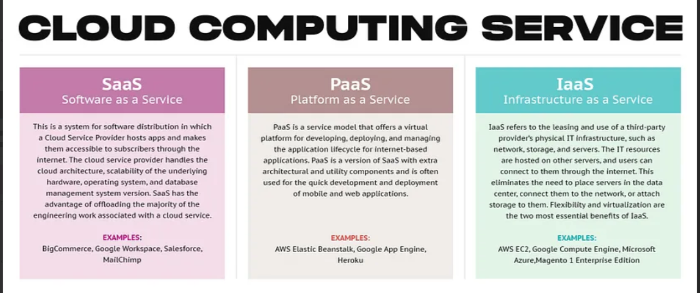 CLOUD COMPUTING SERVICE
SaaS
Software as a Service
This is a system for software distribution in which
a Cloud Service Provider hosts apps and makes
them accessible to subscribers through the
internet. The cloud service provider handles the
cloud architecture, scalability of the underlying
hardware, operating system, and database
management system version. SaaS has the
advantage of offloading the majority of the
engineering work associated with a cloud service.
EXAMPLES:
BigCommerce, Google Workspace, Salesforce,
MailChimp
PaaS
Platform as a Service
PaaS is a service model that offers a virtual
platform for developing, deploying, and managing
the application lifecycle for internet-based
applications. PaaS is a version of SaaS with extra
architectural and utility components and is often
used for the quick development and deployment
of mobile and web applications.
EXAMPLES:
AWS Elastic Beanstalk, Google App Engine,
Heroku
IaaS
Infrastructure as a Service
IaaS refers to the leasing and use of a third-party
provider's physical IT infrastructure, such as
network, storage, and servers. The IT resources
are hosted on other servers, and users can
connect to them through the internet. This
eliminates the need to place servers in the data
center, connect them to the network, or attach
storage to them. Flexibility and virtualization are
the two most essential benefits of IaaS.
EXAMPLES:
AWS EC2, Google Compute Engine, Microsoft
Azure,Magento 1 Enterprise Edition